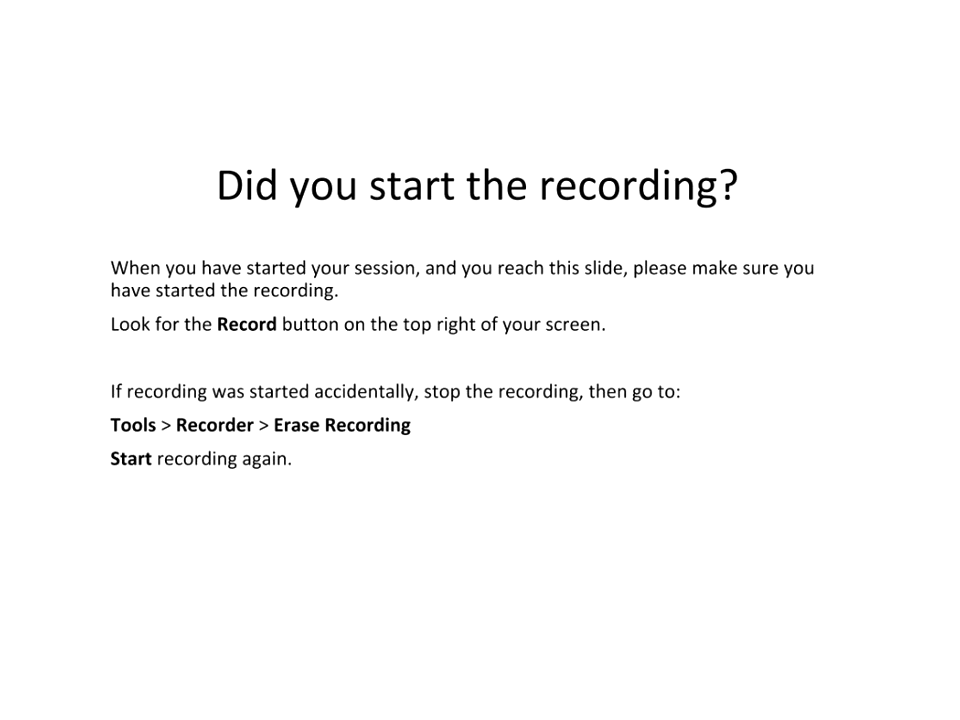 Did you start the recording?
When you have started your session, and you reach this slide, please make sure you
have started the recording.
Look for the Record button on the top right of your screen.
If recording was started accidentally, stop the recording, then go to:
Tools > Recorder > Erase Recording
Start recording again.